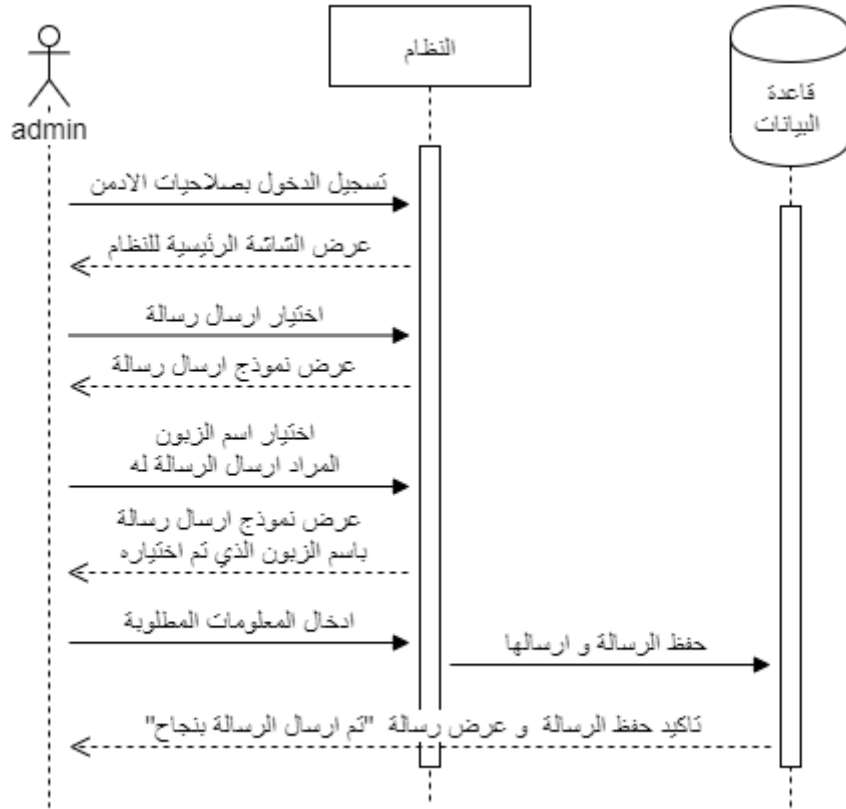 النظام
قاعدة
البيانات
admin
تسجيل الدخول بصلاحيات الادمن
عرض الشاشة الرئيسية للنظام
اختيار ارسال رسالة
عرض نموذج ارسال رسالة
اختيار اسم الزبون
المراد ارسال الرسالة له
عرض نموذج ارسال رسالة
باسم الزبون الذي تم اختياره
ادخال المعلومات المطلوبة
حفظ الرسالة و ارسالها
تاكيد حفظ الرسالة و عرض رسالة "تم ارسال الرسالة بنجاح"